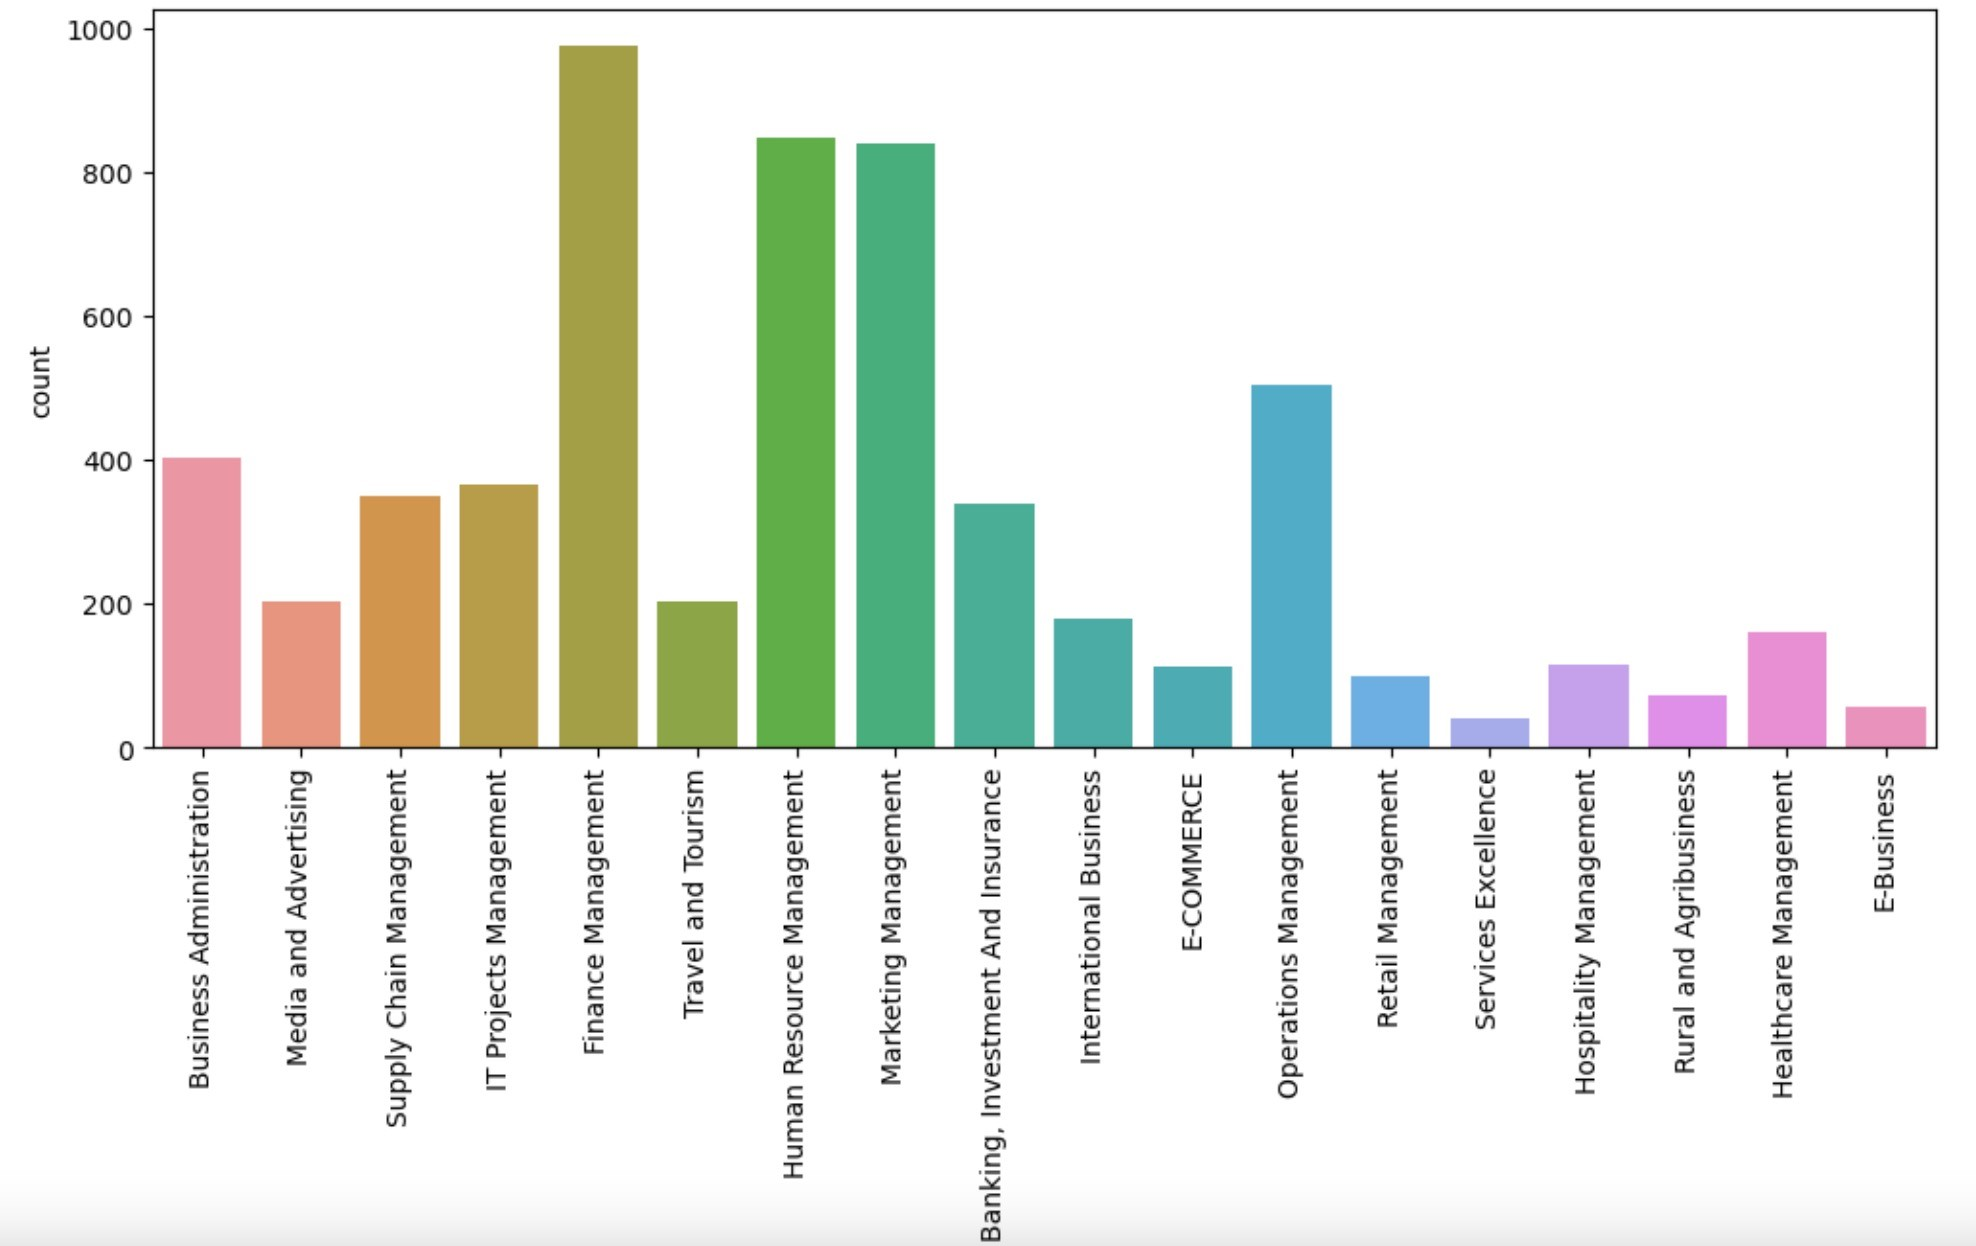 1000
800
600
400
200
0
count
Business Administration
Media and Advertising
Supply Chain Management
IT Projects Management
Finance Management
Travel and Tourism
Human Resource Management
Marketing Management
Banking, Investment And Insurance
International Business
E-COMMERCE
Operations Management
Retail Management
Services Excellence
Hospitality Management
Rural and Agribusiness
Healthcare Management
E-Business